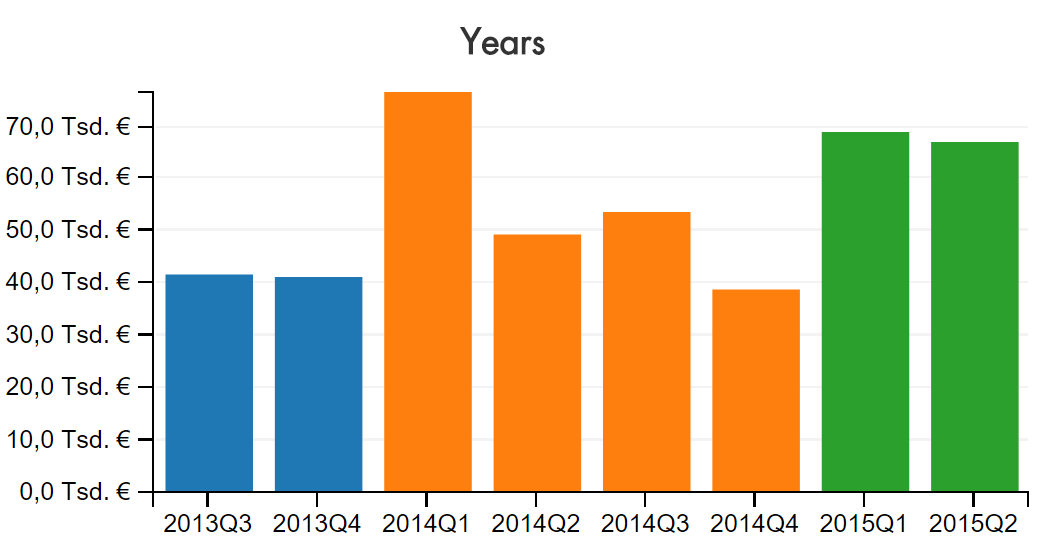 Years
70,0 Tsd. €
60,0 Tsd. €
50,0 Tsd. €
40,0 Tsd. €
30,0 Tsd. €
20,0 Tsd. €
10,0 Tsd. €
0,0 Tsd. €
2013Q3 2013Q4 2014Q1 2014Q2 2014Q3 2014Q4 2015Q1 2015Q2